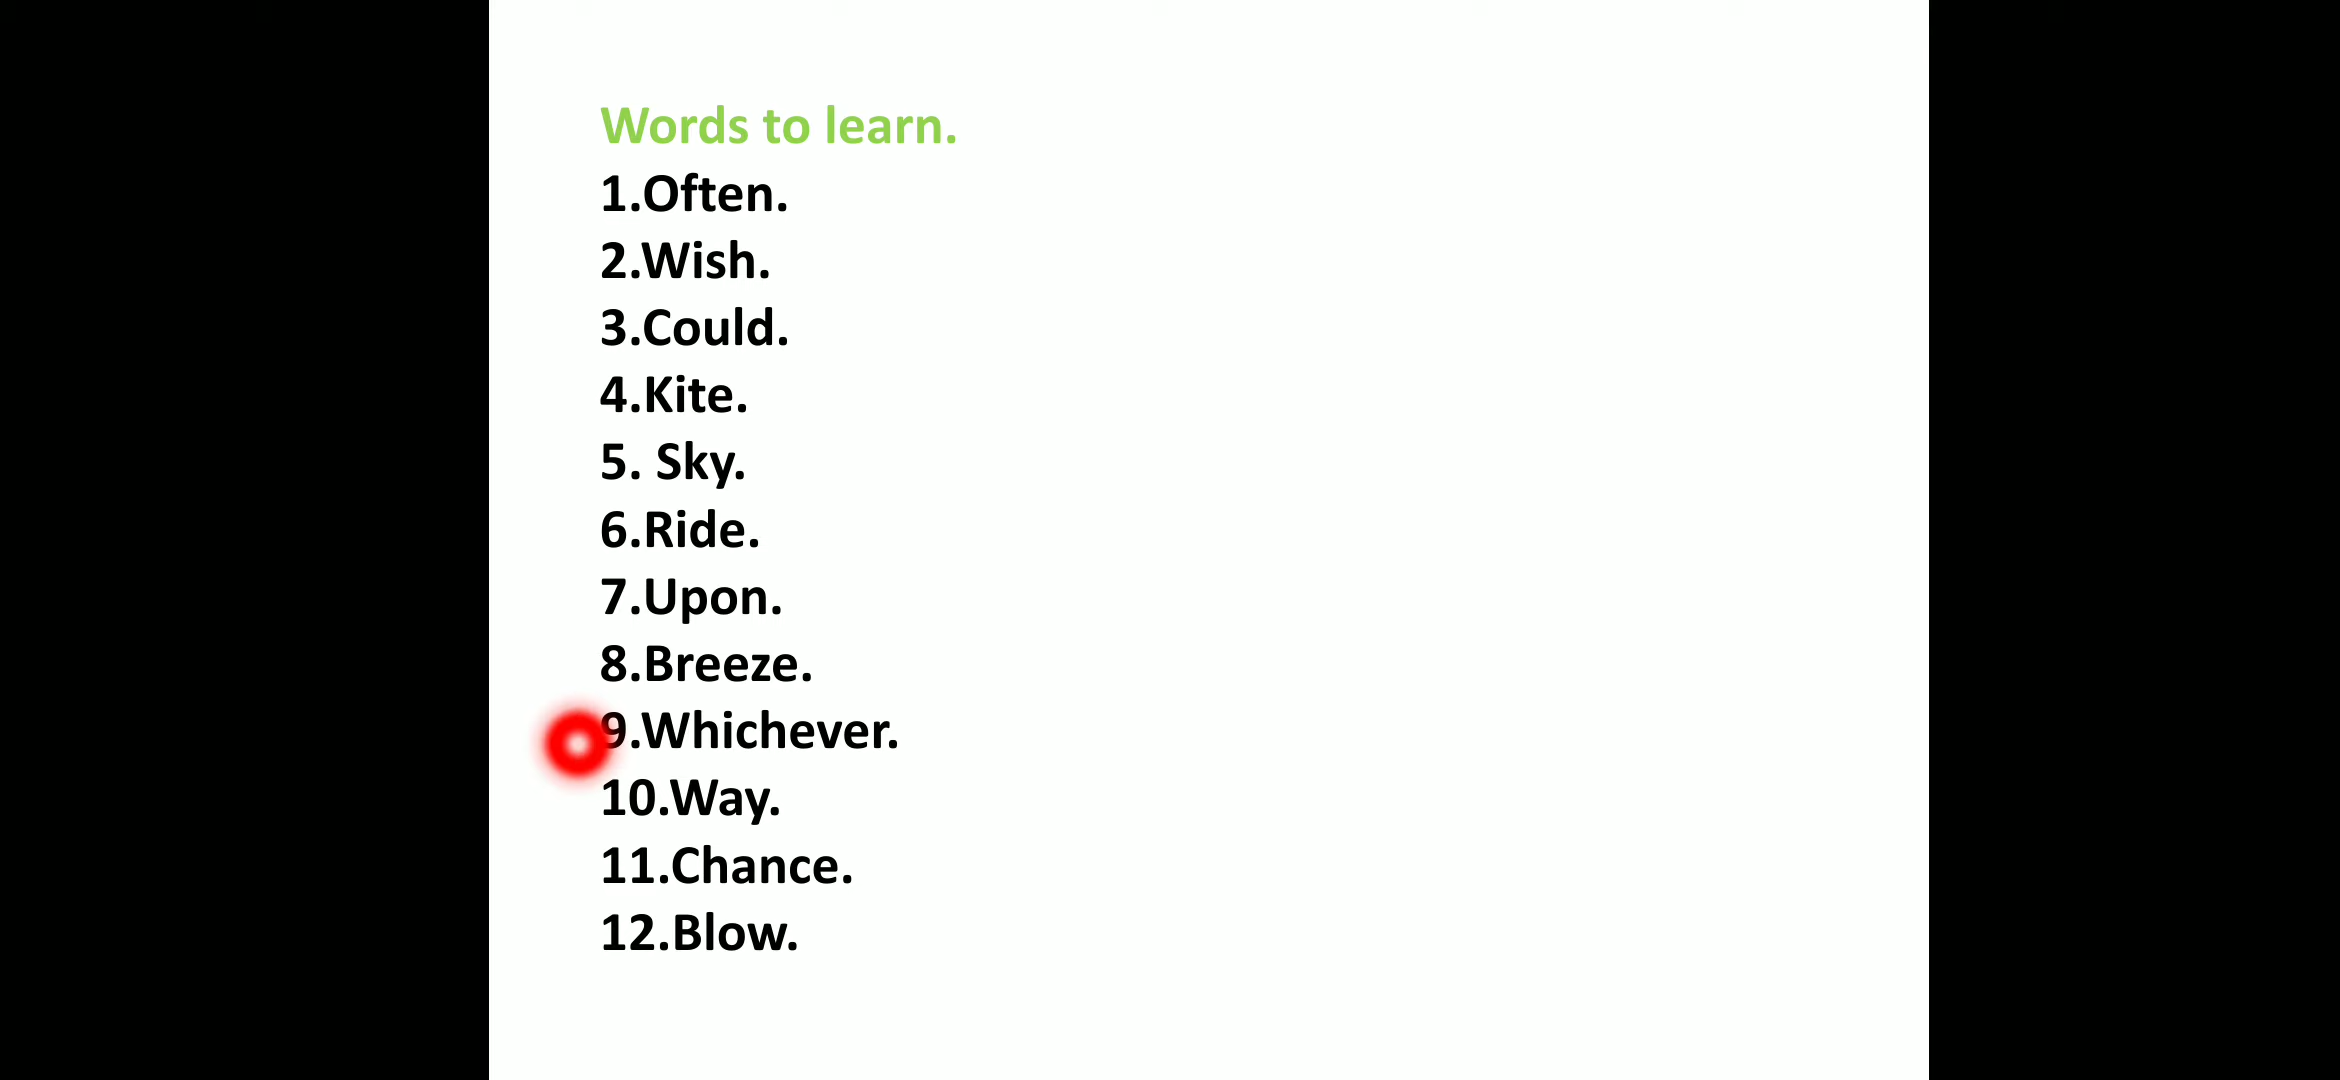 Words to learn.
1.Often.
2.Wish.
3.Could.
4.Kite.
5. Sky.
6.Ride.
7.Upon.
8.Breeze.
9.Whichever.
10.Way.
11.Chance.
12.Blow.